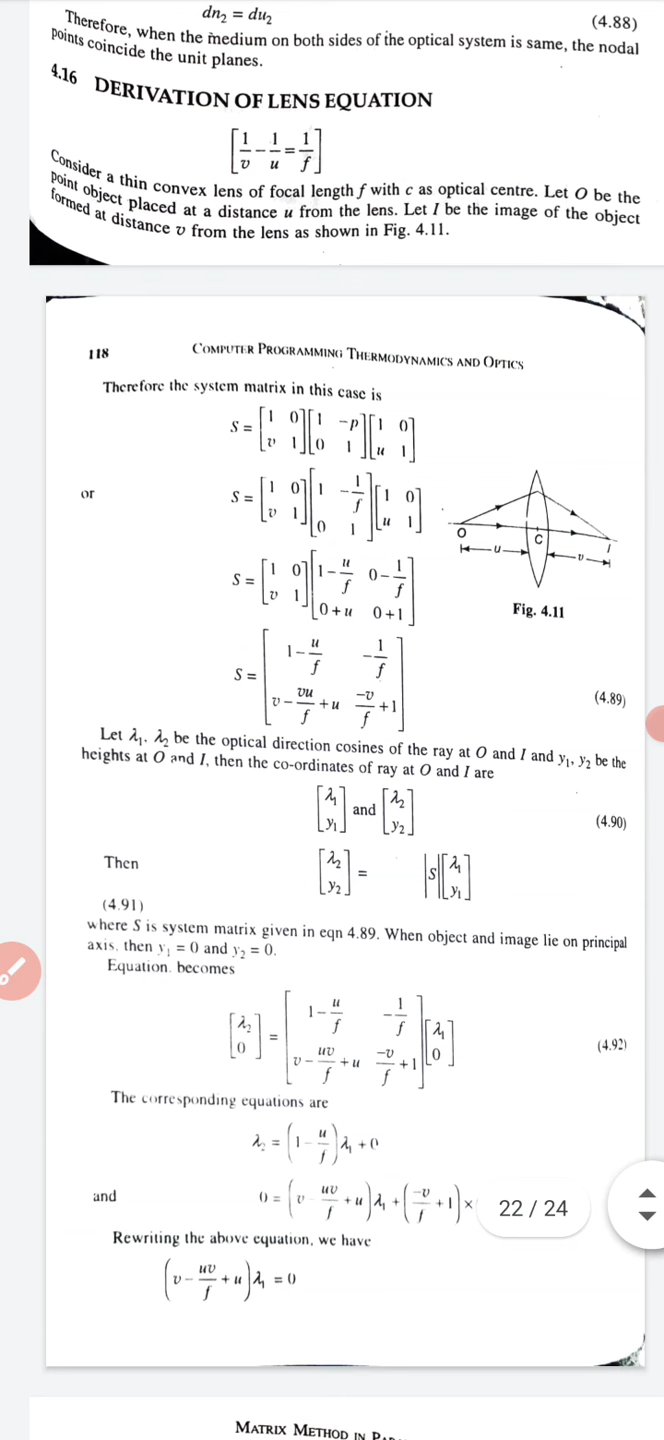 dn₂ = du₂ (4.88)
Therefore, when the medium on both sides of the optical system is same, the nodal
points coincide the unit planes.
4.16 DERIVATION OF LENS EQUATION
[1/v − 1/u = 1/f]
Consider a thin convex lens of focal length f with c as optical centre. Let O be the
point object placed at a distance u from the lens. Let I be the image of the object
formed at distance v from the lens as shown in Fig. 4.11.
118 COMPUTER PROGRAMMING THERMODYNAMICS AND OPTICS
Therefore the system matrix in this case is
S = [1 0; v 1][1 −p; 0 1][1 0; u 1]
or S = [1 0; v 1][1 −1/f; 0 1][1 0; u 1]
S = [1 0; v 1][1−u/f 0−1/f; 0+u 0+1]
O C I
u v
Fig. 4.11
S = [1−u/f −1/f; v−vu/f+u −v/f+1] (4.89)
Let λ₁. λ₂ be the optical direction cosines of the ray at O and I and y₁, y₂ be the
heights at O and I, then the co-ordinates of ray at O and I are
[λ₁; y₁] and [λ₂; y₂] (4.90)
Then [λ₂; y₂] = |S|[λ₁; y₁]
(4.91)
where S is system matrix given in eqn 4.89. When object and image lie on principal
axis. then y₁ = 0 and y₂ = 0.
Equation. becomes
[λ₂; 0] = [1−u/f −1/f; v−uv/f+u −v/f+1][λ₁; 0] (4.92)
The corresponding equations are
λ₂ = (1 − u/f)λ₁ + 0
and 0 = (v − uv/f + u)λ₁ + (−v/f + 1)×
22 / 24
Rewriting the above equation, we have
(v − uv/f + u)λ₁ = 0
MATRIX METHOD IN